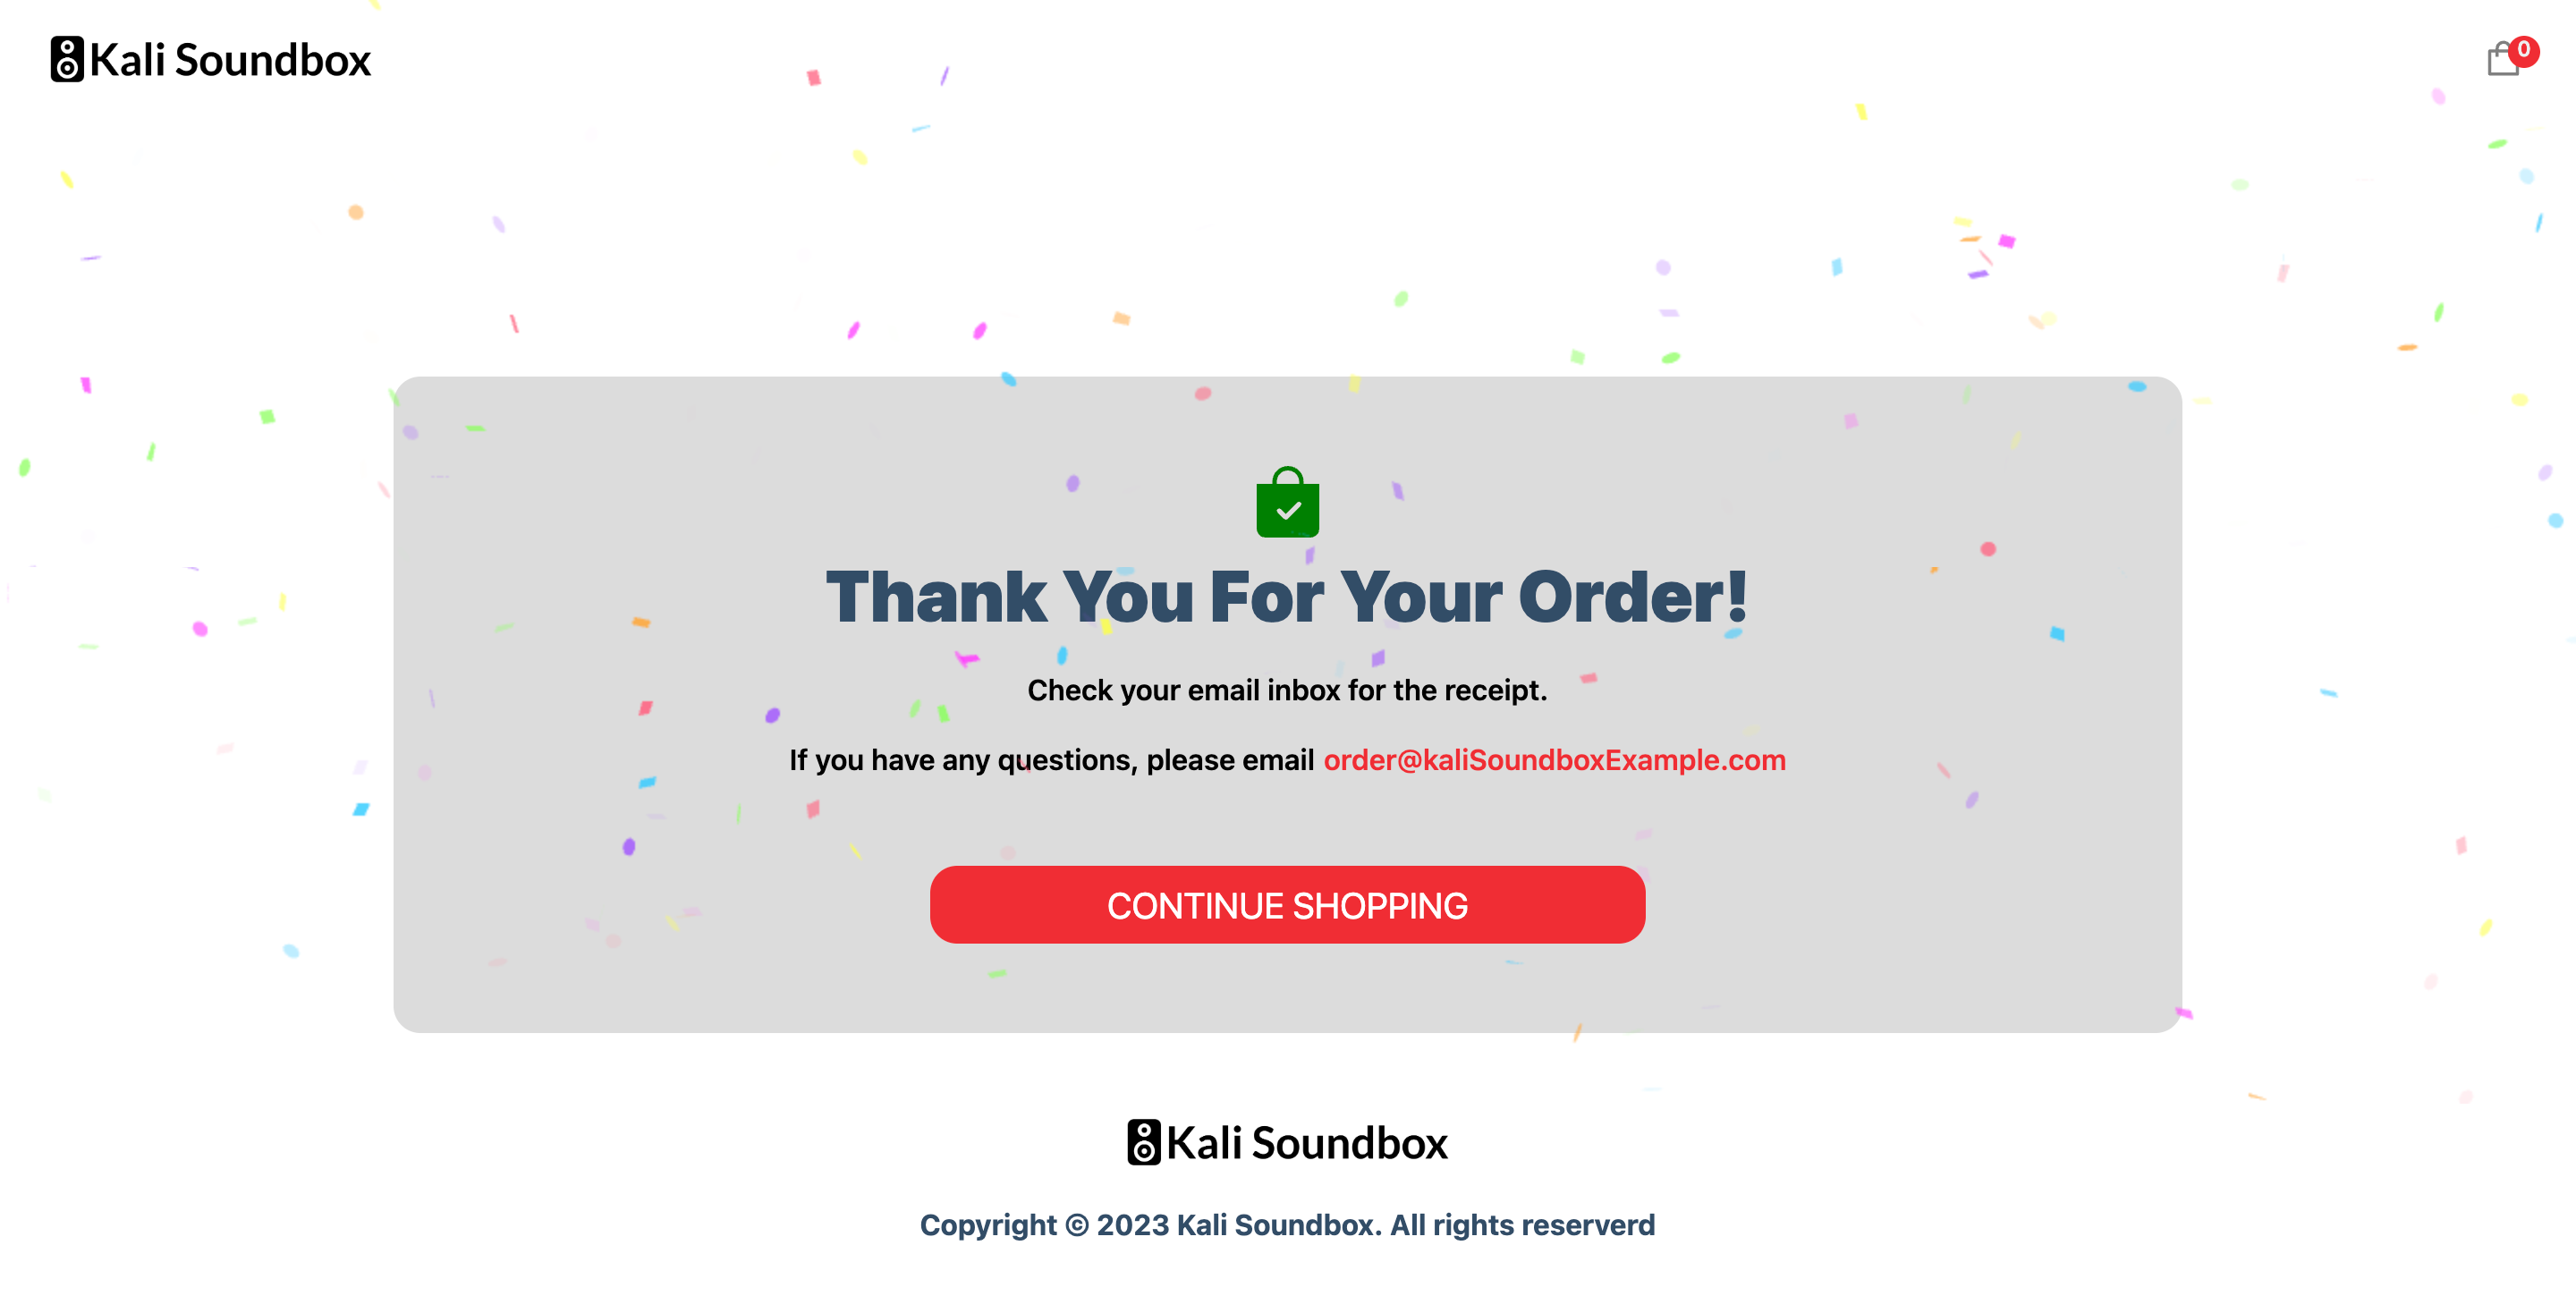 Kali Soundbox
0
Thank You For Your Order!
Check your email inbox for the receipt.
If you have any questions, please email order@kaliSoundboxExample.com
CONTINUE SHOPPING
Kali Soundbox
Copyright © 2023 Kali Soundbox. All rights reserverd